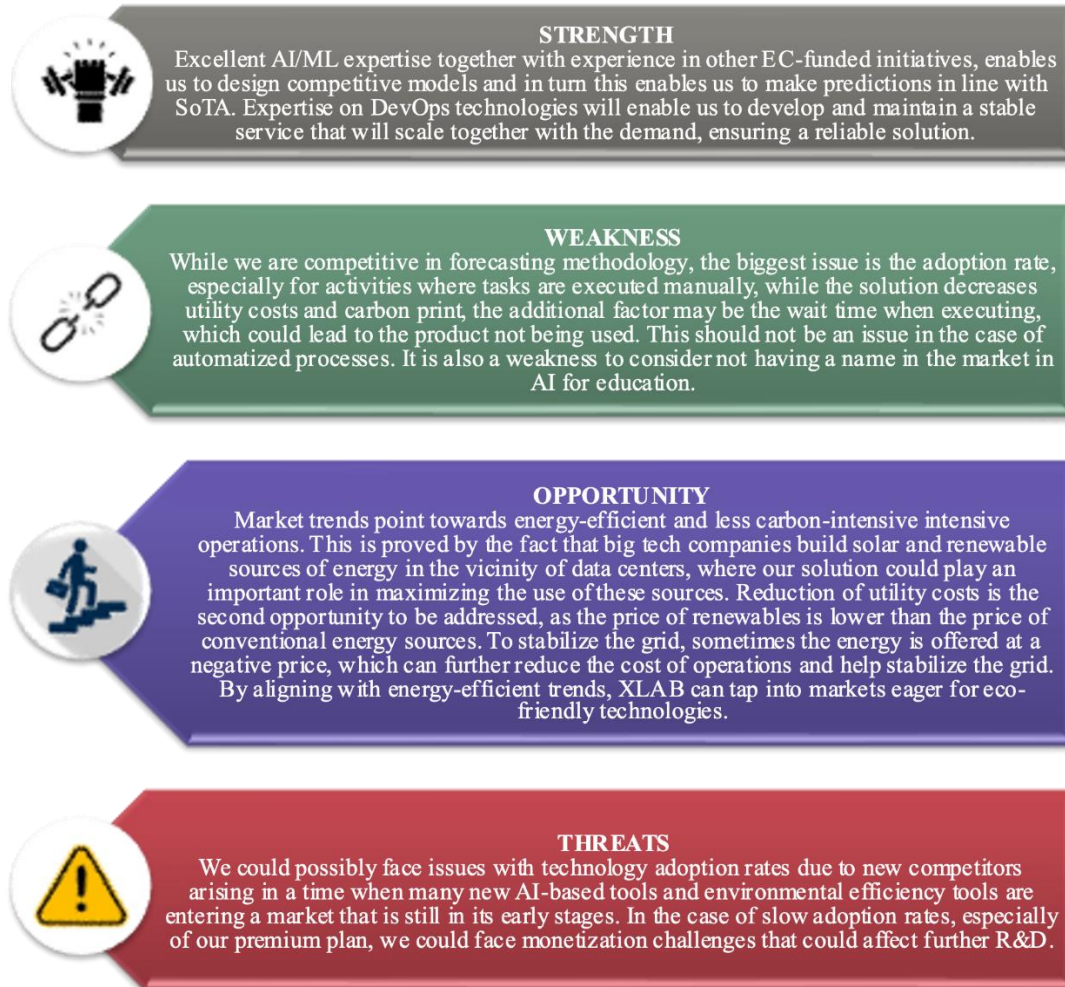 STRENGTH
Excellent AI/ML expertise together with experience in other EC-funded initiatives, enables
us to design competitive models and in turn this enables us to make predictions in line with
SoTA. Expertise on DevOps technologies will enable us to develop and maintain a stable
service that will scale together with the demand, ensuring a reliable solution.
WEAKNESS
While we are competitive in forecasting methodology, the biggest issue is the adoption rate,
especially for activities where tasks are executed manually, while the solution decreases
utility costs and carbon print, the additional factor may be the wait time when executing,
which could lead to the product not being used. This should not be an issue in the case of
automatized processes. It is also a weakness to consider not having a name in the market in
AI for education.
OPPORTUNITY
Market trends point towards energy-efficient and less carbon-intensive intensive
operations. This is proved by the fact that big tech companies build solar and renewable
sources of energy in the vicinity of data centers, where our solution could play an
important role in maximizing the use of these sources. Reduction of utility costs is the
second opportunity to be addressed, as the price of renewables is lower than the price of
conventional energy sources. To stabilize the grid, sometimes the energy is offered at a
negative price, which can further reduce the cost of operations and help stabilize the grid.
By aligning with energy-efficient trends, XLAB can tap into markets eager for eco-
friendly technologies.
THREATS
We could possibly face issues with technology adoption rates due to new competitors
arising in a time when many new AI-based tools and environmental efficiency tools are
entering a market that is still in its early stages. In the case of slow adoption rates, especially
of our premium plan, we could face monetization challenges that could affect further R&D.